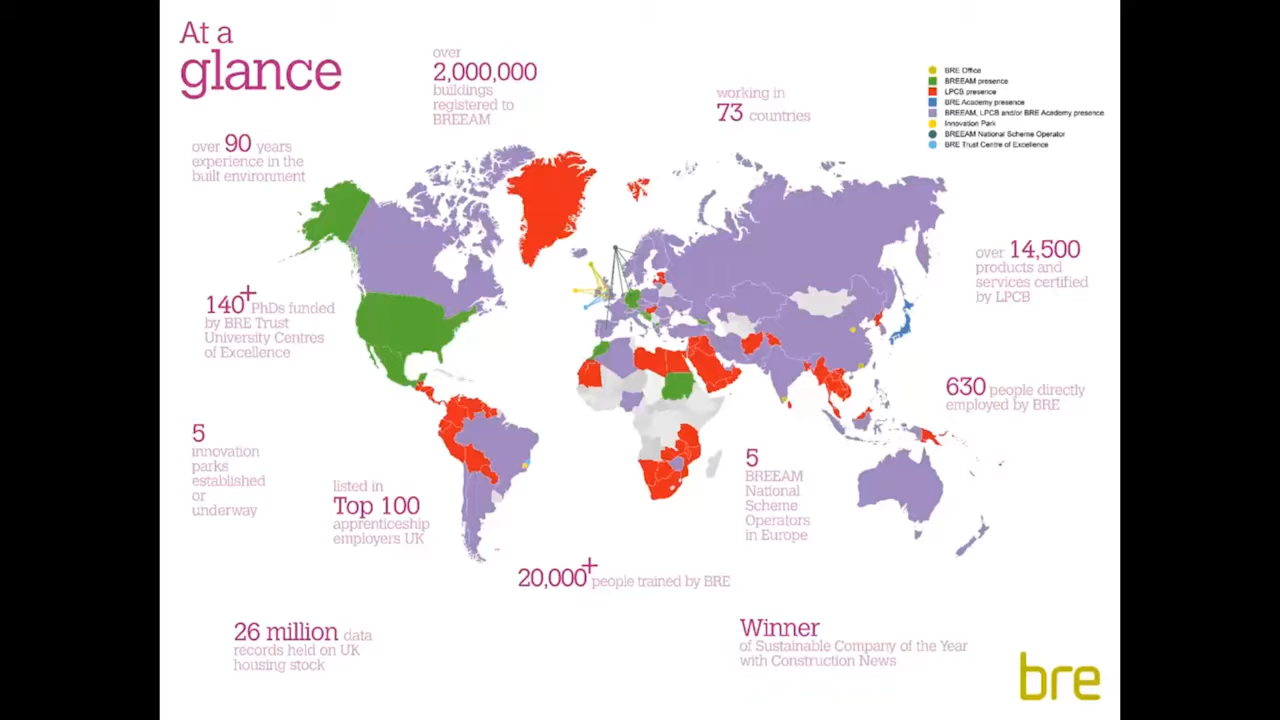 At a
glance
over
2,000,000
buildings
registered to
BREEAM
working in
73 countries
BRE Office
BREEAM presence
LPCB presence
BRE Academy presence
BREEAM, LPCB and/or BRE Academy presence
Innovation Park
BREEAM National Scheme Operator
BRE Trust Centre of Excellence
over 90 years
experience in the
built environment
over 14,500
products and
services certified
by LPCB
140+ PhDs funded
by BRE Trust
University Centres
of Excellence
630 people directly
employed by BRE
5
innovation
parks
established
or
underway
listed in
Top 100
apprenticeship
employers UK
5
BREEAM
National
Scheme
Operators
in Europe
20,000+ people trained by BRE
26 million data
records held on UK
housing stock
Winner
of Sustainable Company of the Year
with Construction News
bre